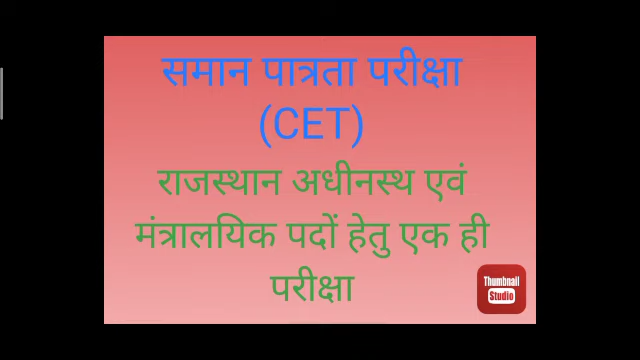 समान पात्रता परीक्षा
(CET)
राजस्थान अधीनस्थ एवं
मंत्रालयिक पदों हेतु एक ही
परीक्षा
Thumbnail
Studio